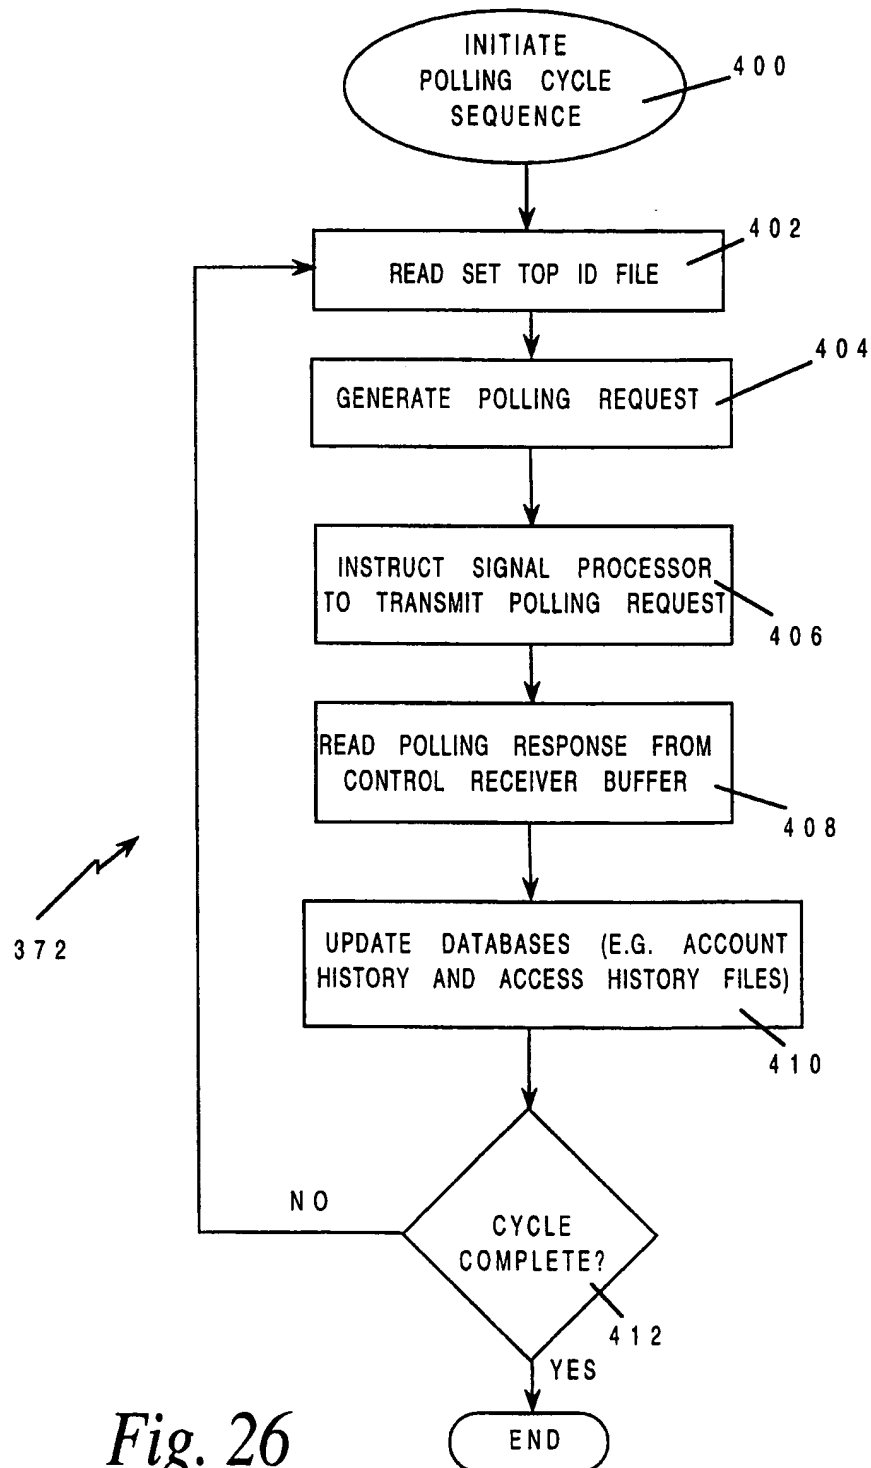 INITIATE
POLLING CYCLE
SEQUENCE
400
402
READ SET TOP ID FILE
404
GENERATE POLLING REQUEST
INSTRUCT SIGNAL PROCESSOR
TO TRANSMIT POLLING REQUEST
406
READ POLLING RESPONSE FROM
CONTROL RECEIVER BUFFER
408
372
UPDATE DATABASES (E.G. ACCOUNT
HISTORY AND ACCESS HISTORY FILES)
410
NO
CYCLE
COMPLETE?
412
YES
END
Fig. 26